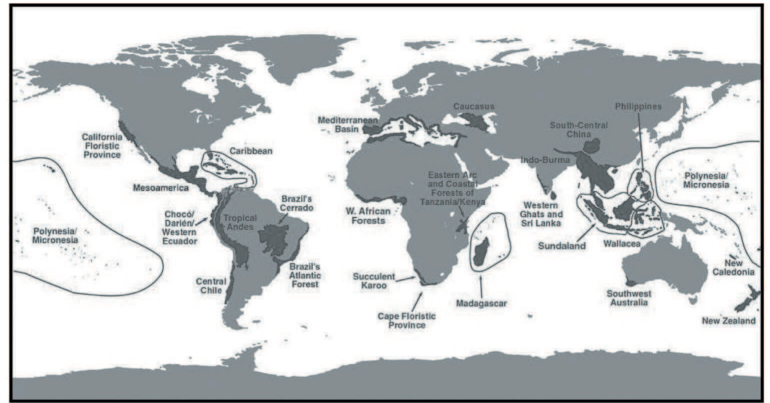 California
Floristic
Province
Mesoamerica
Caribbean
Polynesia/
Micronesia
Chocó/
Darién/
Western
Ecuador
Tropical
Andes
Brazil's
Cerrado
Central
Chile
Brazil's
Atlantic
Forest
Mediterranean
Basin
Caucasus
W. African
Forests
Eastern Arc
and Coastal
Forests of
Tanzania/Kenya
Succulent
Karoo
Cape Floristic
Province
Madagascar
South-Central
China
Philippines
Indo-Burma
Western
Ghats and
Sri Lanka
Sundaland
Wallacea
Polynesia/
Micronesia
New
Caledonia
Southwest
Australia
New Zealand